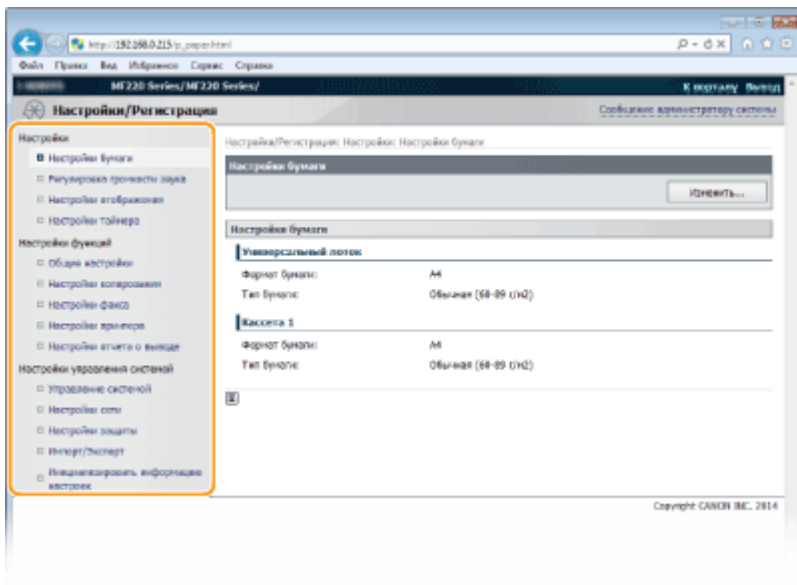 http://192.168.0.215/p_paper.html
Файл Правка Вид Избранное Сервис Справка
MF220 Series/MF220 Series/
К порталу Выход
Настройки/Регистрация
Сообщение администратору системы
Настройки
Настройки бумаги
Регулировка громкости звука
Настройки отображения
Настройки таймера
Настройки функций
Общие настройки
Настройки копирования
Настройки факса
Настройки принтера
Настройки отчета о выводе
Настройки управления системой
Управление системой
Настройки сети
Настройки защиты
Импорт/Экспорт
Инициализировать информацию
настроек
Настройка/Регистрация: Настройки: Настройки бумаги
Настройки бумаги
Изменить...
Настройки бумаги
Универсальный лоток
Формат бумаги: A4
Тип бумаги: Обычная (60-89 г/м2)
Кассета 1
Формат бумаги: A4
Тип бумаги: Обычная (60-89 г/м2)
Copyright CANON INC. 2014